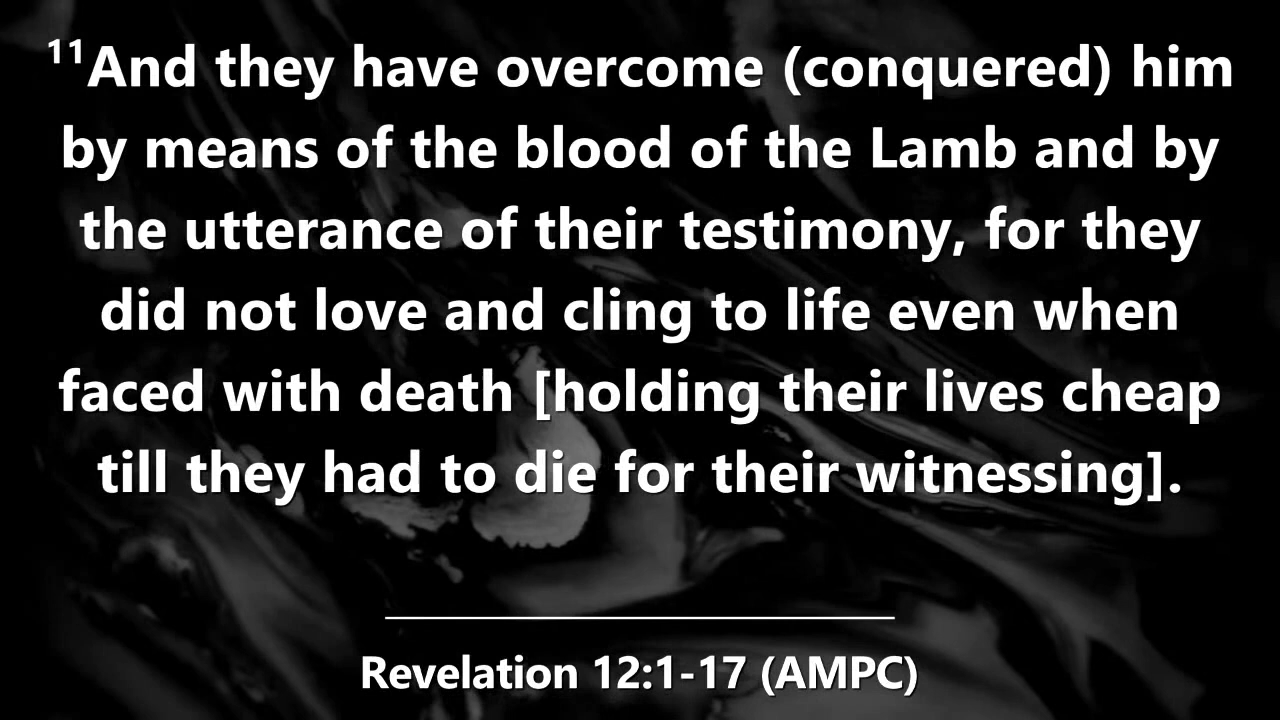 11And they have overcome (conquered) him
by means of the blood of the Lamb and by
the utterance of their testimony, for they
did not love and cling to life even when
faced with death [holding their lives cheap
till they had to die for their witnessing].
Revelation 12:1-17 (AMPC)